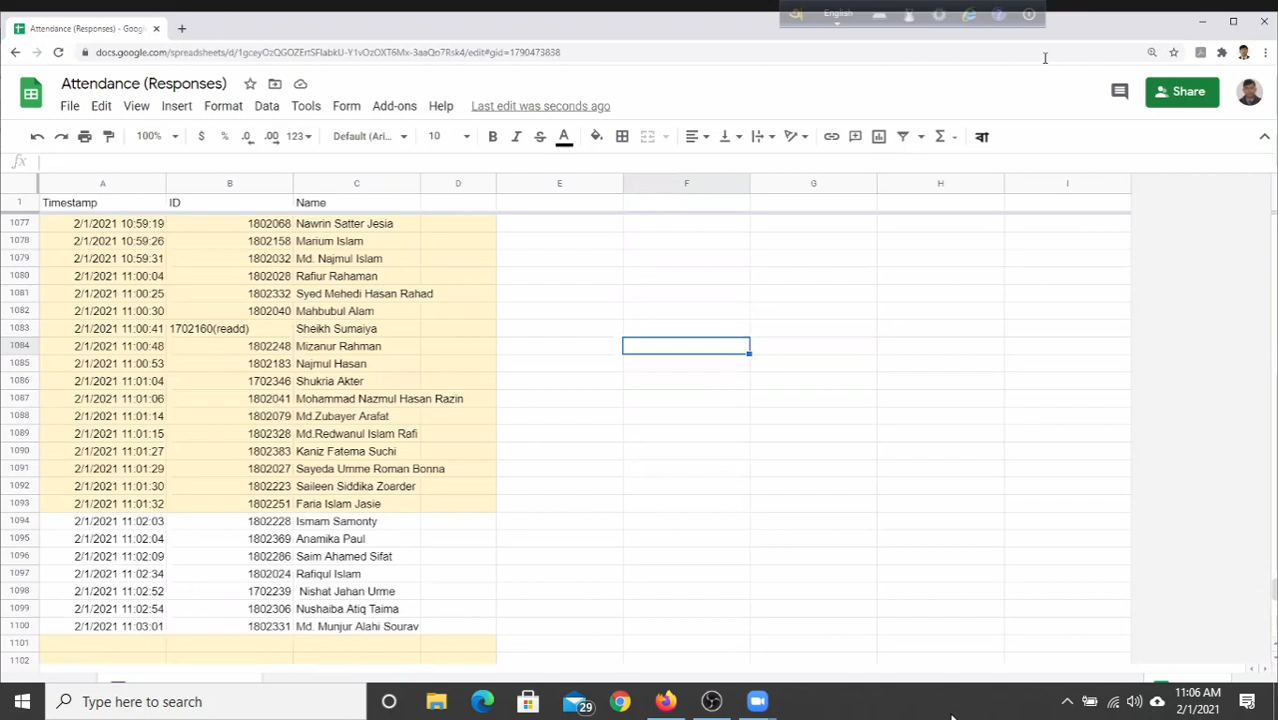 Attendance (Responses) - Google
English
docs.google.com/spreadsheets/d/1gceyOzQGOZErtSFlabkU-Y1vOzOXT6Mx-3aaQo7Rsk4/edit#gid=1790473838
Attendance (Responses)
File Edit View Insert Format Data Tools Form Add-ons Help Last edit was seconds ago
Share
100% $ % .0 .00 123 Default (Ari... 10 B I S A বা
fx
A B C D E F G H I
1 Timestamp ID Name
1077 2/1/2021 10:59:19 1802068 Nawrin Satter Jesia
1078 2/1/2021 10:59:26 1802158 Marium Islam
1079 2/1/2021 10:59:31 1802032 Md. Najmul Islam
1080 2/1/2021 11:00:04 1802028 Rafiur Rahaman
1081 2/1/2021 11:00:25 1802332 Syed Mehedi Hasan Rahad
1082 2/1/2021 11:00:30 1802040 Mahbubul Alam
1083 2/1/2021 11:00:41 1702160(readd) Sheikh Sumaiya
1084 2/1/2021 11:00:48 1802248 Mizanur Rahman
1085 2/1/2021 11:00:53 1802183 Najmul Hasan
1086 2/1/2021 11:01:04 1702346 Shukria Akter
1087 2/1/2021 11:01:06 1802041 Mohammad Nazmul Hasan Razin
1088 2/1/2021 11:01:14 1802079 Md Zubayer Arafat
1089 2/1/2021 11:01:15 1802328 Md.Redwanul Islam Rafi
1090 2/1/2021 11:01:27 1802383 Kaniz Fatema Suchi
1091 2/1/2021 11:01:29 1802027 Sayeda Umme Roman Bonna
1092 2/1/2021 11:01:30 1802223 Saileen Siddika Zoarder
1093 2/1/2021 11:01:32 1802251 Faria Islam Jasie
1094 2/1/2021 11:02:03 1802228 Ismam Samonty
1095 2/1/2021 11:02:04 1802369 Anamika Paul
1096 2/1/2021 11:02:09 1802286 Saim Ahamed Sifat
1097 2/1/2021 11:02:34 1802024 Rafiqul Islam
1098 2/1/2021 11:02:52 1702239 Nishat Jahan Urme
1099 2/1/2021 11:02:54 1802306 Nushaiba Atiq Taima
1100 2/1/2021 11:03:01 1802331 Md. Munjur Alahi Sourav
1101
1102
Type here to search
29
11:06 AM
2/1/2021